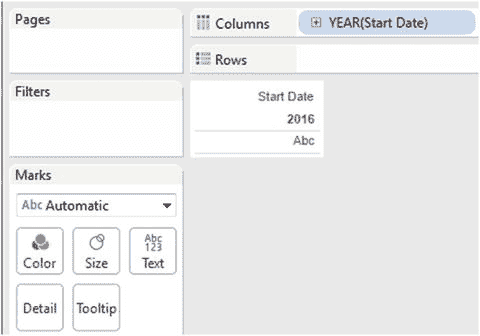 Pages
Columns
YEAR(Start Date)
Rows
Filters
Start Date
2016
Abc
Marks
Abc Automatic
Color
Size
Abc
123
Text
Detail
Tooltip